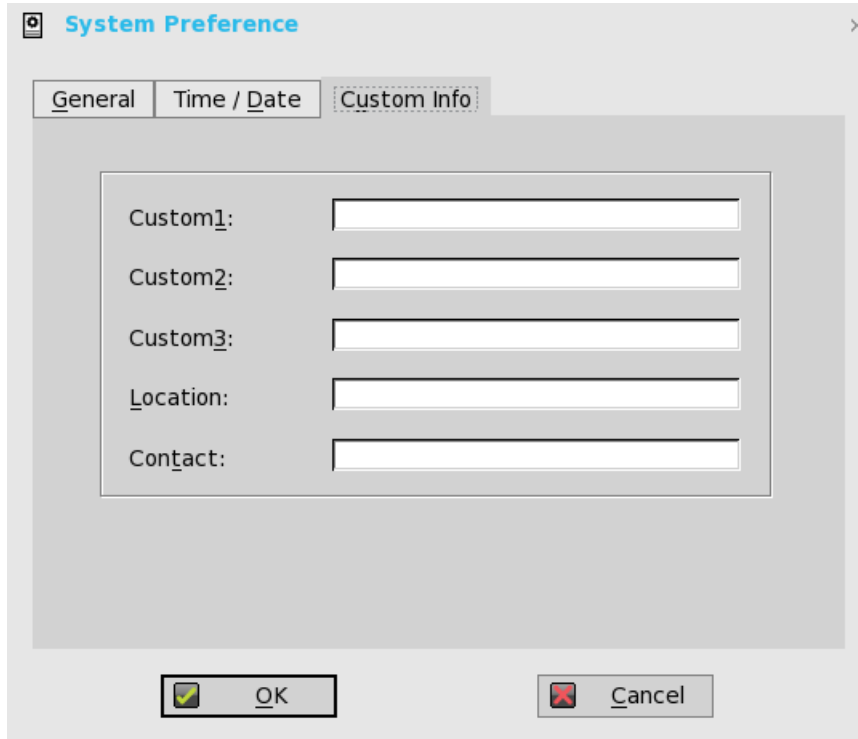 System Preference
General Time / Date Custom Info
Custom1:
Custom2:
Custom3:
Location:
Contact:
OK Cancel